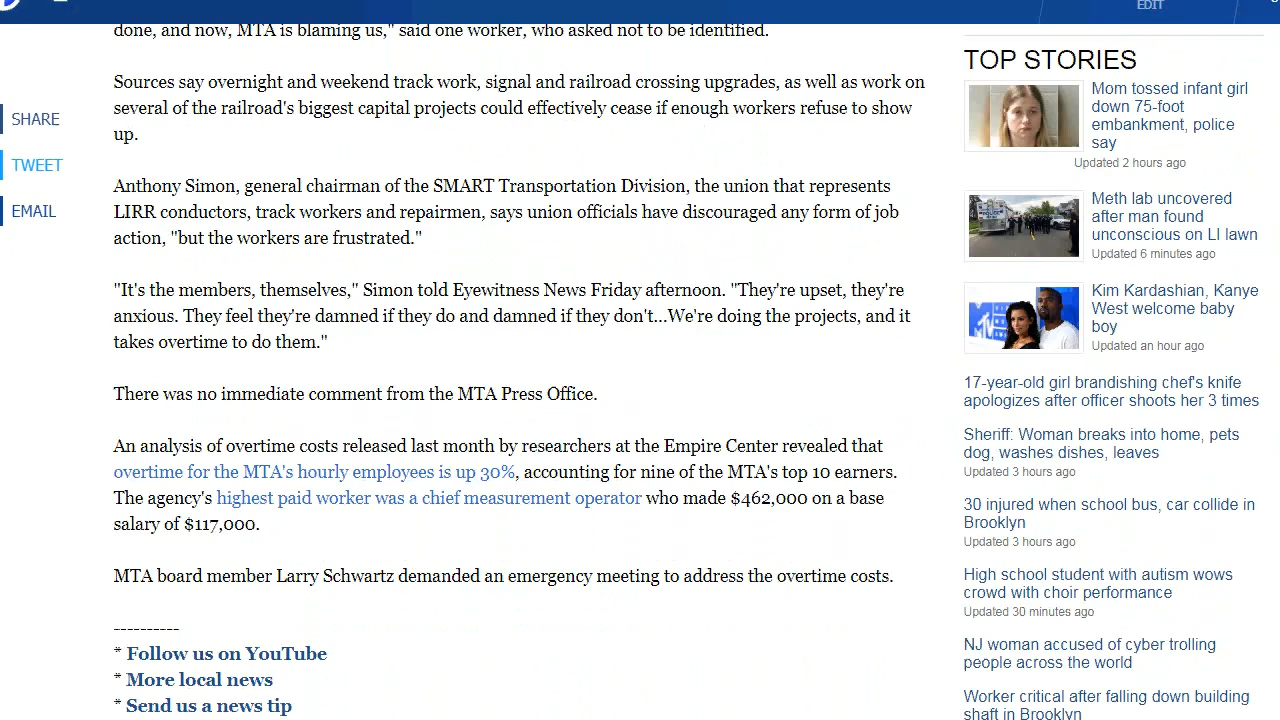 EDIT
done, and now, MTA is blaming us," said one worker, who asked not to be identified.
Sources say overnight and weekend track work, signal and railroad crossing upgrades, as well as work on
several of the railroad's biggest capital projects could effectively cease if enough workers refuse to show
up.
Anthony Simon, general chairman of the SMART Transportation Division, the union that represents
LIRR conductors, track workers and repairmen, says union officials have discouraged any form of job
action, "but the workers are frustrated."
"It's the members, themselves," Simon told Eyewitness News Friday afternoon. "They're upset, they're
anxious. They feel they're damned if they do and damned if they don't...We're doing the projects, and it
takes overtime to do them."
There was no immediate comment from the MTA Press Office.
An analysis of overtime costs released last month by researchers at the Empire Center revealed that
overtime for the MTA's hourly employees is up 30%, accounting for nine of the MTA's top 10 earners.
The agency's highest paid worker was a chief measurement operator who made $462,000 on a base
salary of $117,000.
MTA board member Larry Schwartz demanded an emergency meeting to address the overtime costs.
----------
* Follow us on YouTube
* More local news
* Send us a news tip
SHARE
TWEET
EMAIL
TOP STORIES
Mom tossed infant girl
down 75-foot
embankment, police
say
Updated 2 hours ago
Meth lab uncovered
after man found
unconscious on LI lawn
Updated 6 minutes ago
Kim Kardashian, Kanye
West welcome baby
boy
Updated an hour ago
17-year-old girl brandishing chef's knife
apologizes after officer shoots her 3 times
Sheriff: Woman breaks into home, pets
dog, washes dishes, leaves
Updated 3 hours ago
30 injured when school bus, car collide in
Brooklyn
Updated 3 hours ago
High school student with autism wows
crowd with choir performance
Updated 30 minutes ago
NJ woman accused of cyber trolling
people across the world
Worker critical after falling down building
shaft in Brooklyn